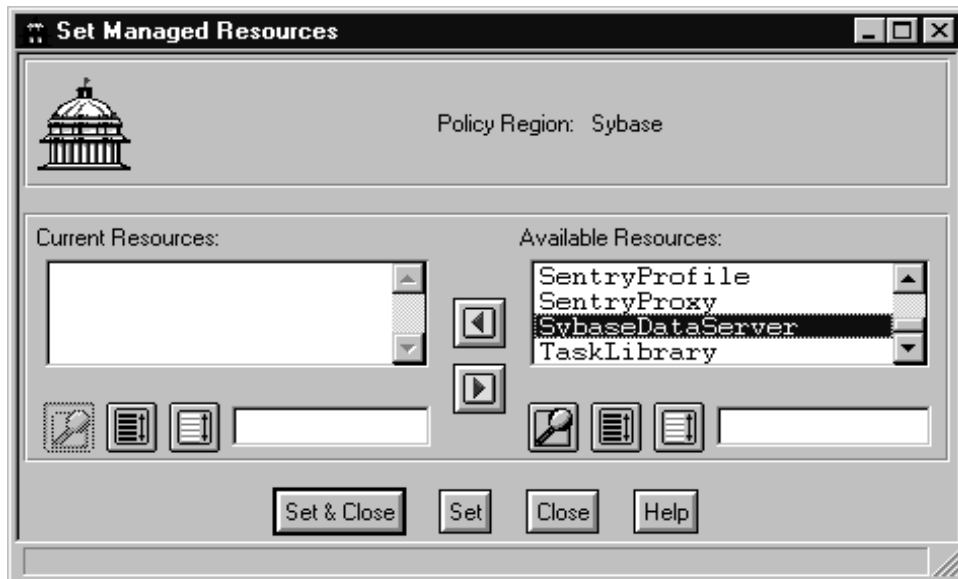 Set Managed Resources
Policy Region: Sybase
Current Resources:
Available Resources:
SentryProfile
SentryProxy
SybaseDataServer
TaskLibrary
Set & Close
Set
Close
Help